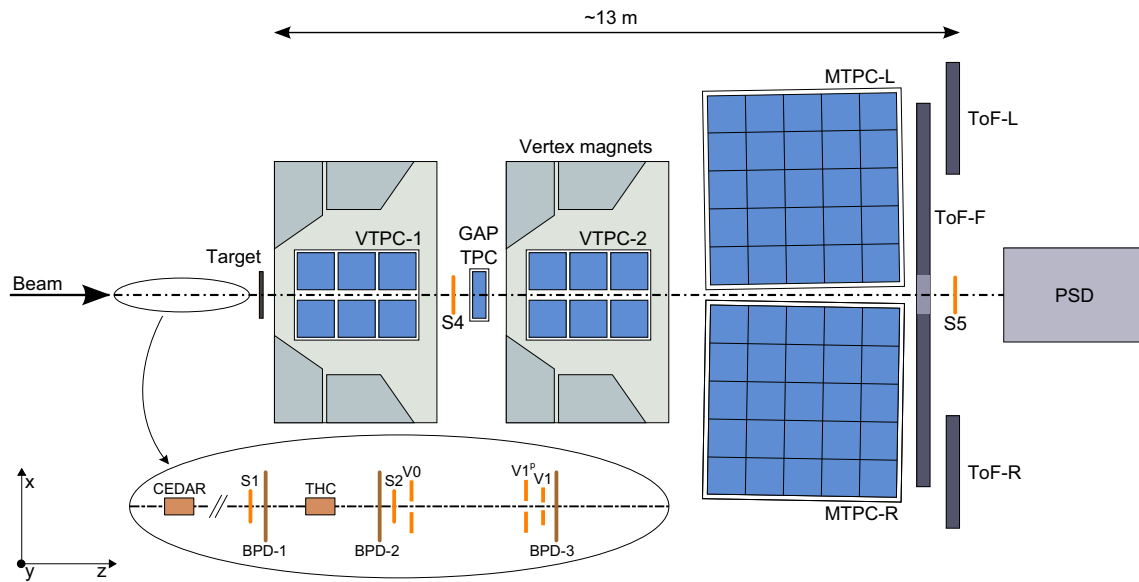 ~13 m
MTPC-L
ToF-L
Vertex magnets
ToF-F
VTPC-1
GAP
TPC
VTPC-2
Target
Beam
S4
S5
PSD
x
CEDAR
S1
THC
S2
V0
V1p
V1
BPD-1
BPD-2
BPD-3
y
z
MTPC-R
ToF-R